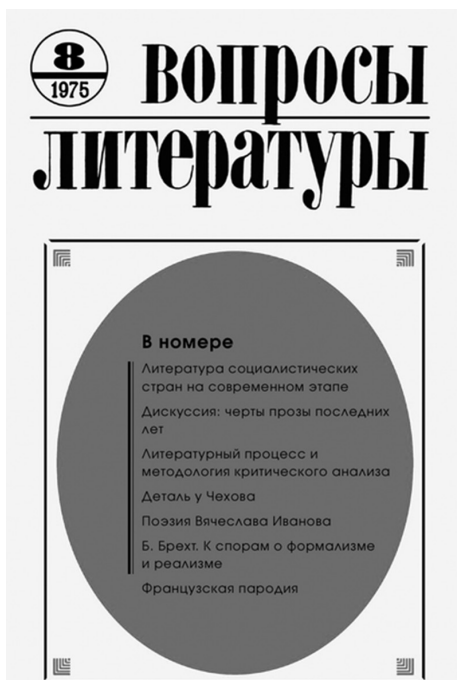 8
1975
вопросы
литературы
В номере
Литература социалистических
стран на современном этапе
Дискуссия: черты прозы последних
лет
Литературный процесс и
методология критического анализа
Деталь у Чехова
Поэзия Вячеслава Иванова
Б. Брехт. К спорам о формализме
и реализме
Французская пародия